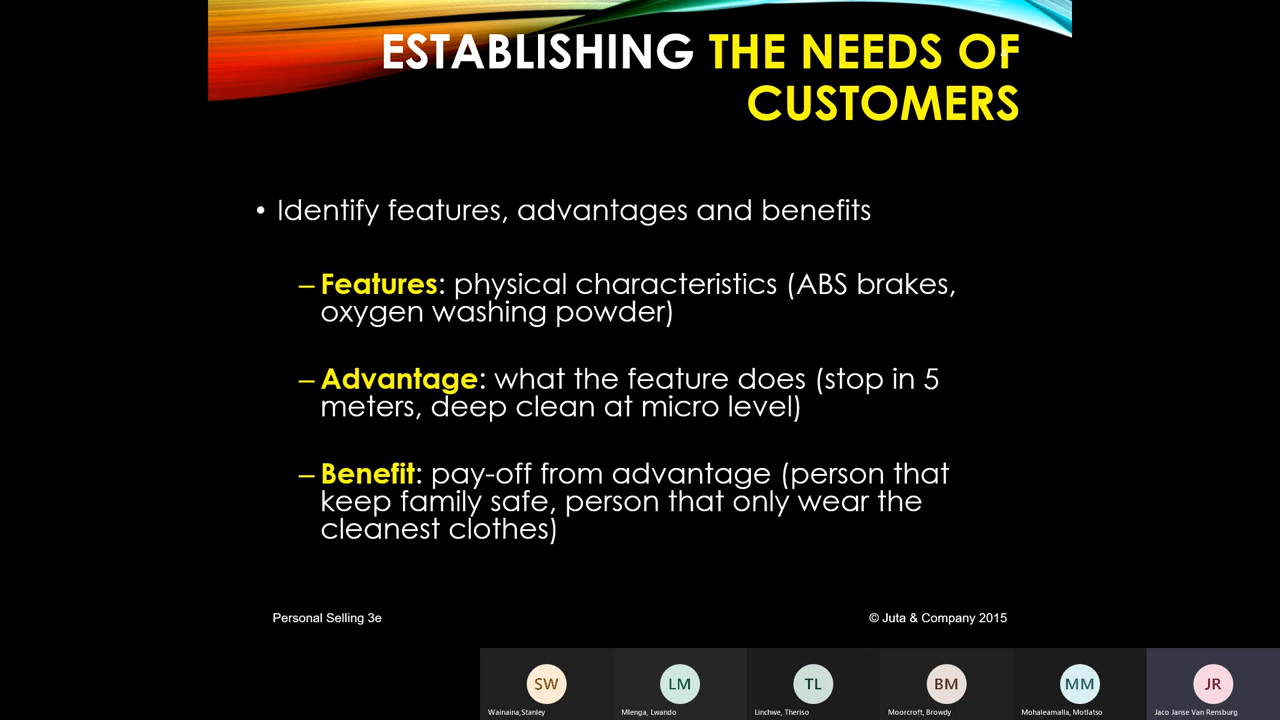 ESTABLISHING THE NEEDS OF
CUSTOMERS
• Identify features, advantages and benefits
– Features: physical characteristics (ABS brakes,
oxygen washing powder)
– Advantage: what the feature does (stop in 5
meters, deep clean at micro level)
– Benefit: pay-off from advantage (person that
keep family safe, person that only wear the
cleanest clothes)
Personal Selling 3e
© Juta & Company 2015
SW
LM
TL
BM
MM
JR
Wainaina,Stanley
Mlenga, Lwando
Linchwe, Theriso
Moorcroft, Browdy
Mohaleamalla, Motlatso
Jaco Janse Van Rensburg